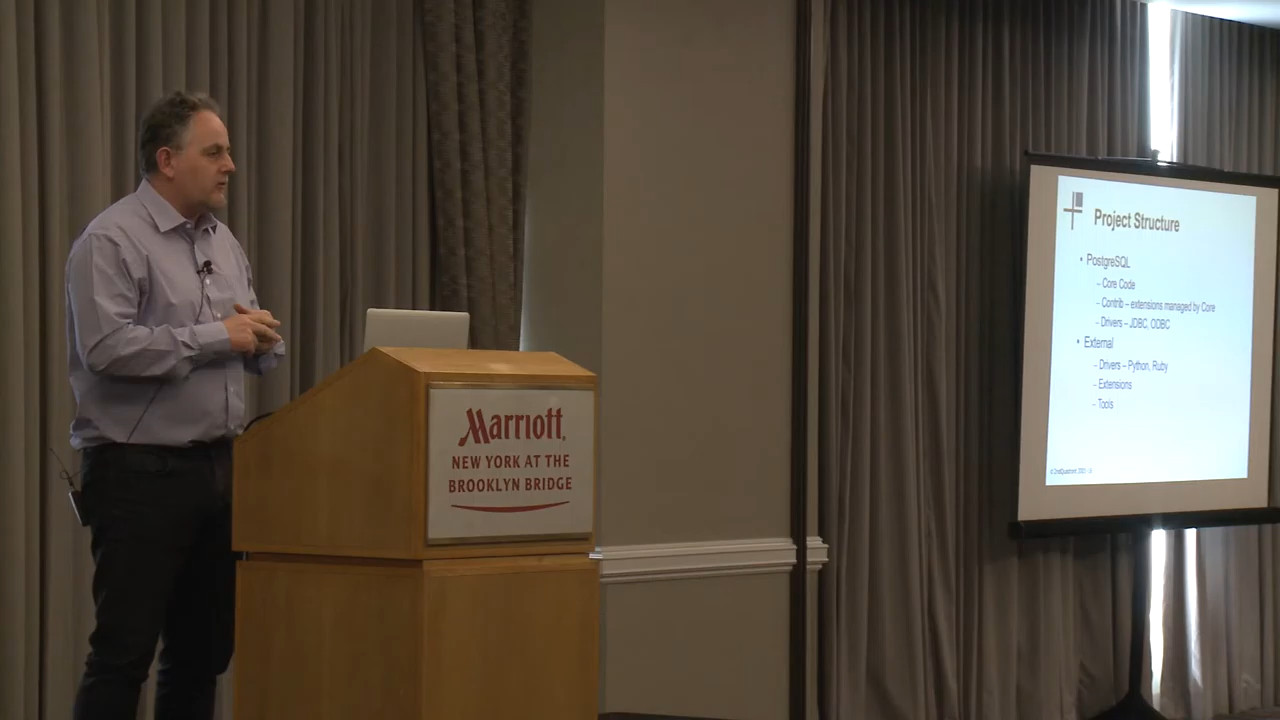 Marriott
NEW YORK AT THE
BROOKLYN BRIDGE
Project Structure
• PostgreSQL
– Core Code
– Contrib – extensions managed by Core
– Drivers – JDBC, ODBC
• External
– Drivers – Python, Ruby
– Extensions
– Tools
© 2ndQuadrant